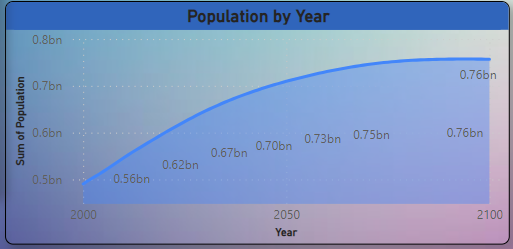 Population by Year
Sum of Population
0.8bn
0.7bn
0.6bn
0.5bn
0.56bn
0.62bn
0.67bn
0.70bn
0.73bn
0.75bn
0.76bn
0.76bn
2000
2050
2100
Year